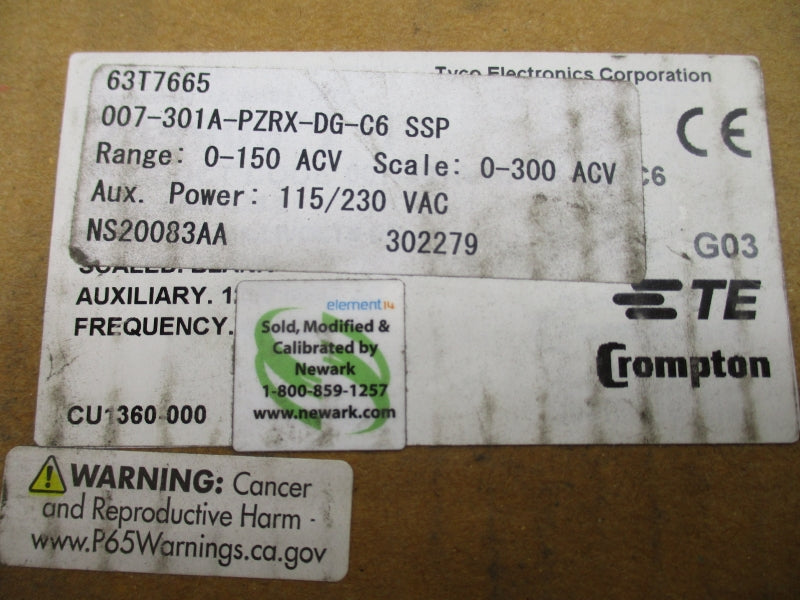 Tyco Electronics Corporation
63T7665
007-301A-PZRX-DG-C6 SSP
Range: 0-150 ACV Scale: 0-300 ACV
Aux. Power: 115/230 VAC
NS20083AA 302279
CE
C6
G03
AUXILIARY.
FREQUENCY.
TE
Crompton
CU1360 000
element14
Sold, Modified &
Calibrated by
Newark
1-800-859-1257
www.newark.com
WARNING: Cancer
and Reproductive Harm -
www.P65Warnings.ca.gov